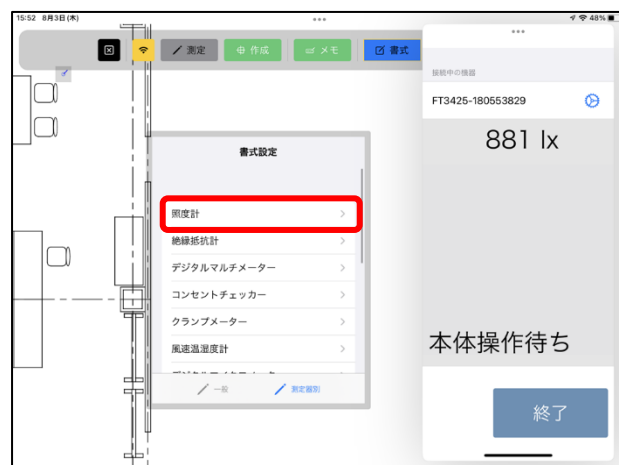 15:52 8月3日(木)
48%
測定
作成
メモ
書式
接続中の機器
FT3425-180553829
881 lx
書式設定
照度計
絶縁抵抗計
デジタルマルチメーター
コンセントチェッカー
クランプメーター
風速温湿度計
一般
測定器別
本体操作待ち
終了